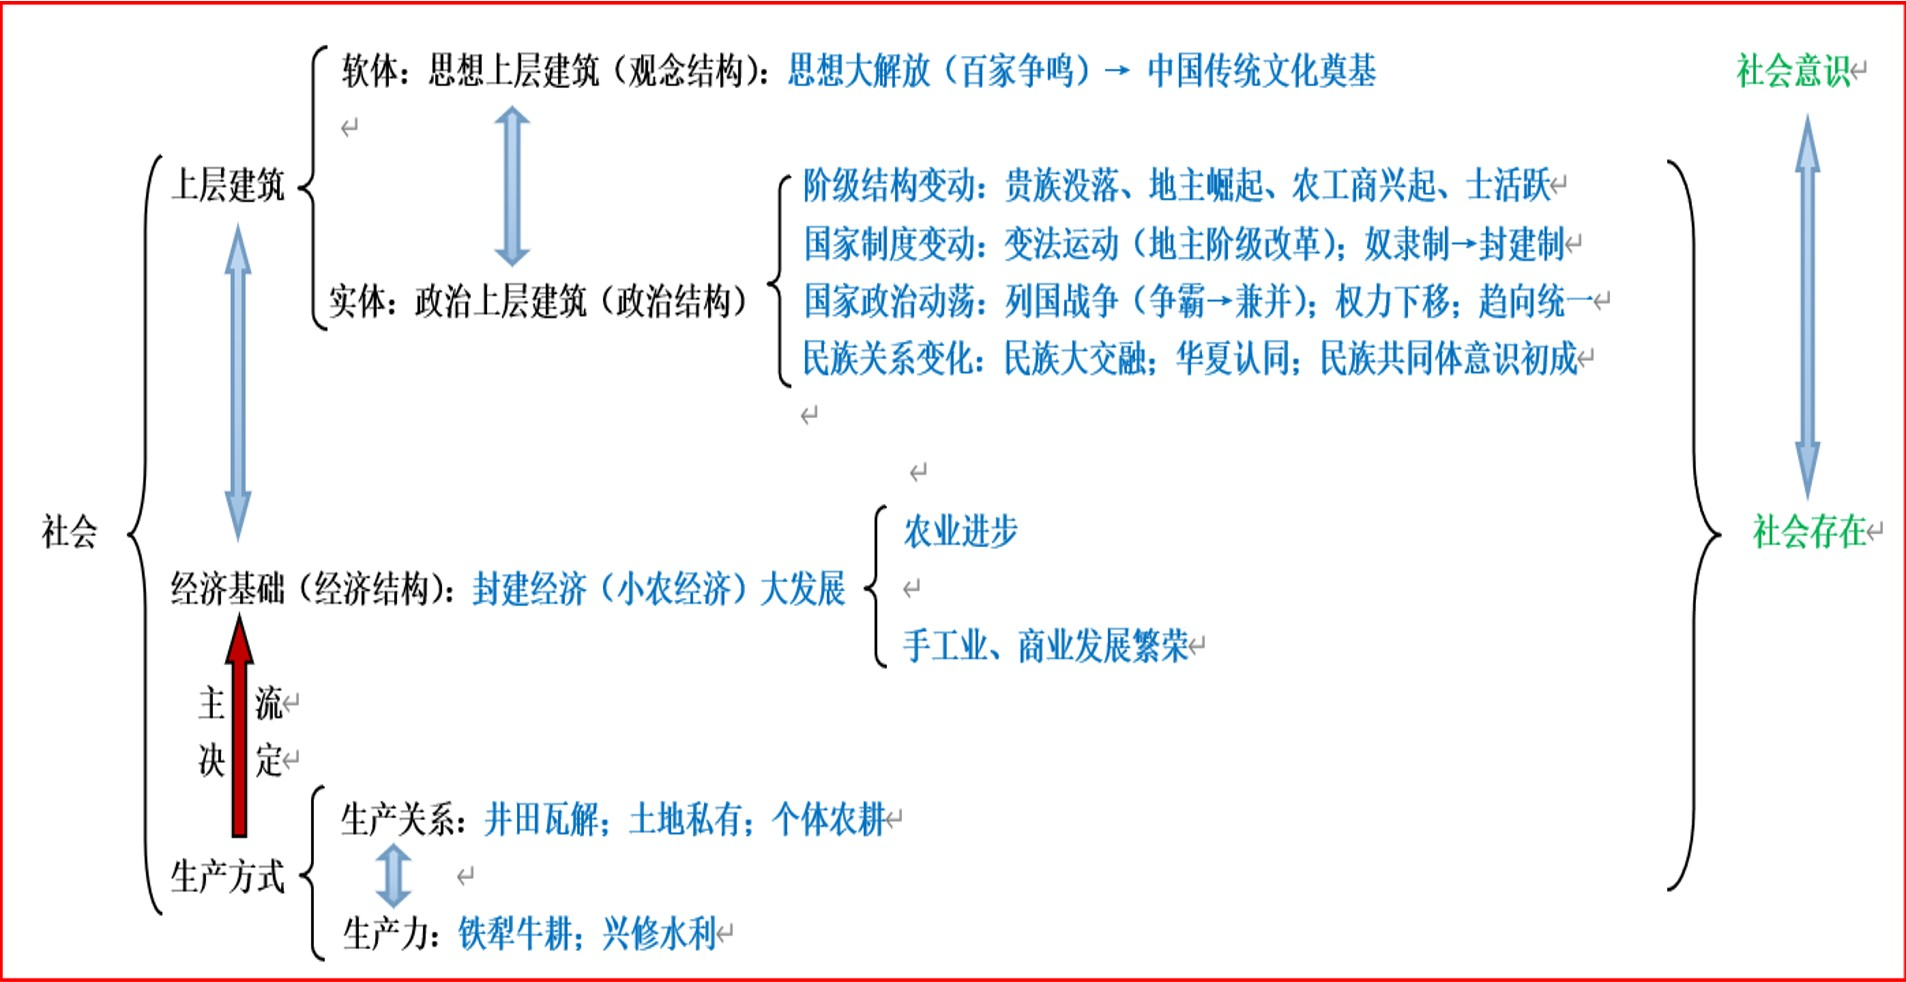 软体：思想上层建筑（观念结构）：思想大解放（百家争鸣）→ 中国传统文化奠基
社会意识
上层建筑
阶级结构变动：贵族没落、地主崛起、农工商兴起、士活跃
国家制度变动：变法运动（地主阶级改革）；奴隶制→封建制
实体：政治上层建筑（政治结构）
国家政治动荡：列国战争（争霸→兼并）；权力下移；趋向统一
民族关系变化：民族大交融；华夏认同；民族共同体意识初成
社会
农业进步
社会存在
经济基础（经济结构）：封建经济（小农经济）大发展
手工业、商业发展繁荣
主 流
决 定
生产关系：井田瓦解；土地私有；个体农耕
生产方式
生产力：铁犁牛耕；兴修水利